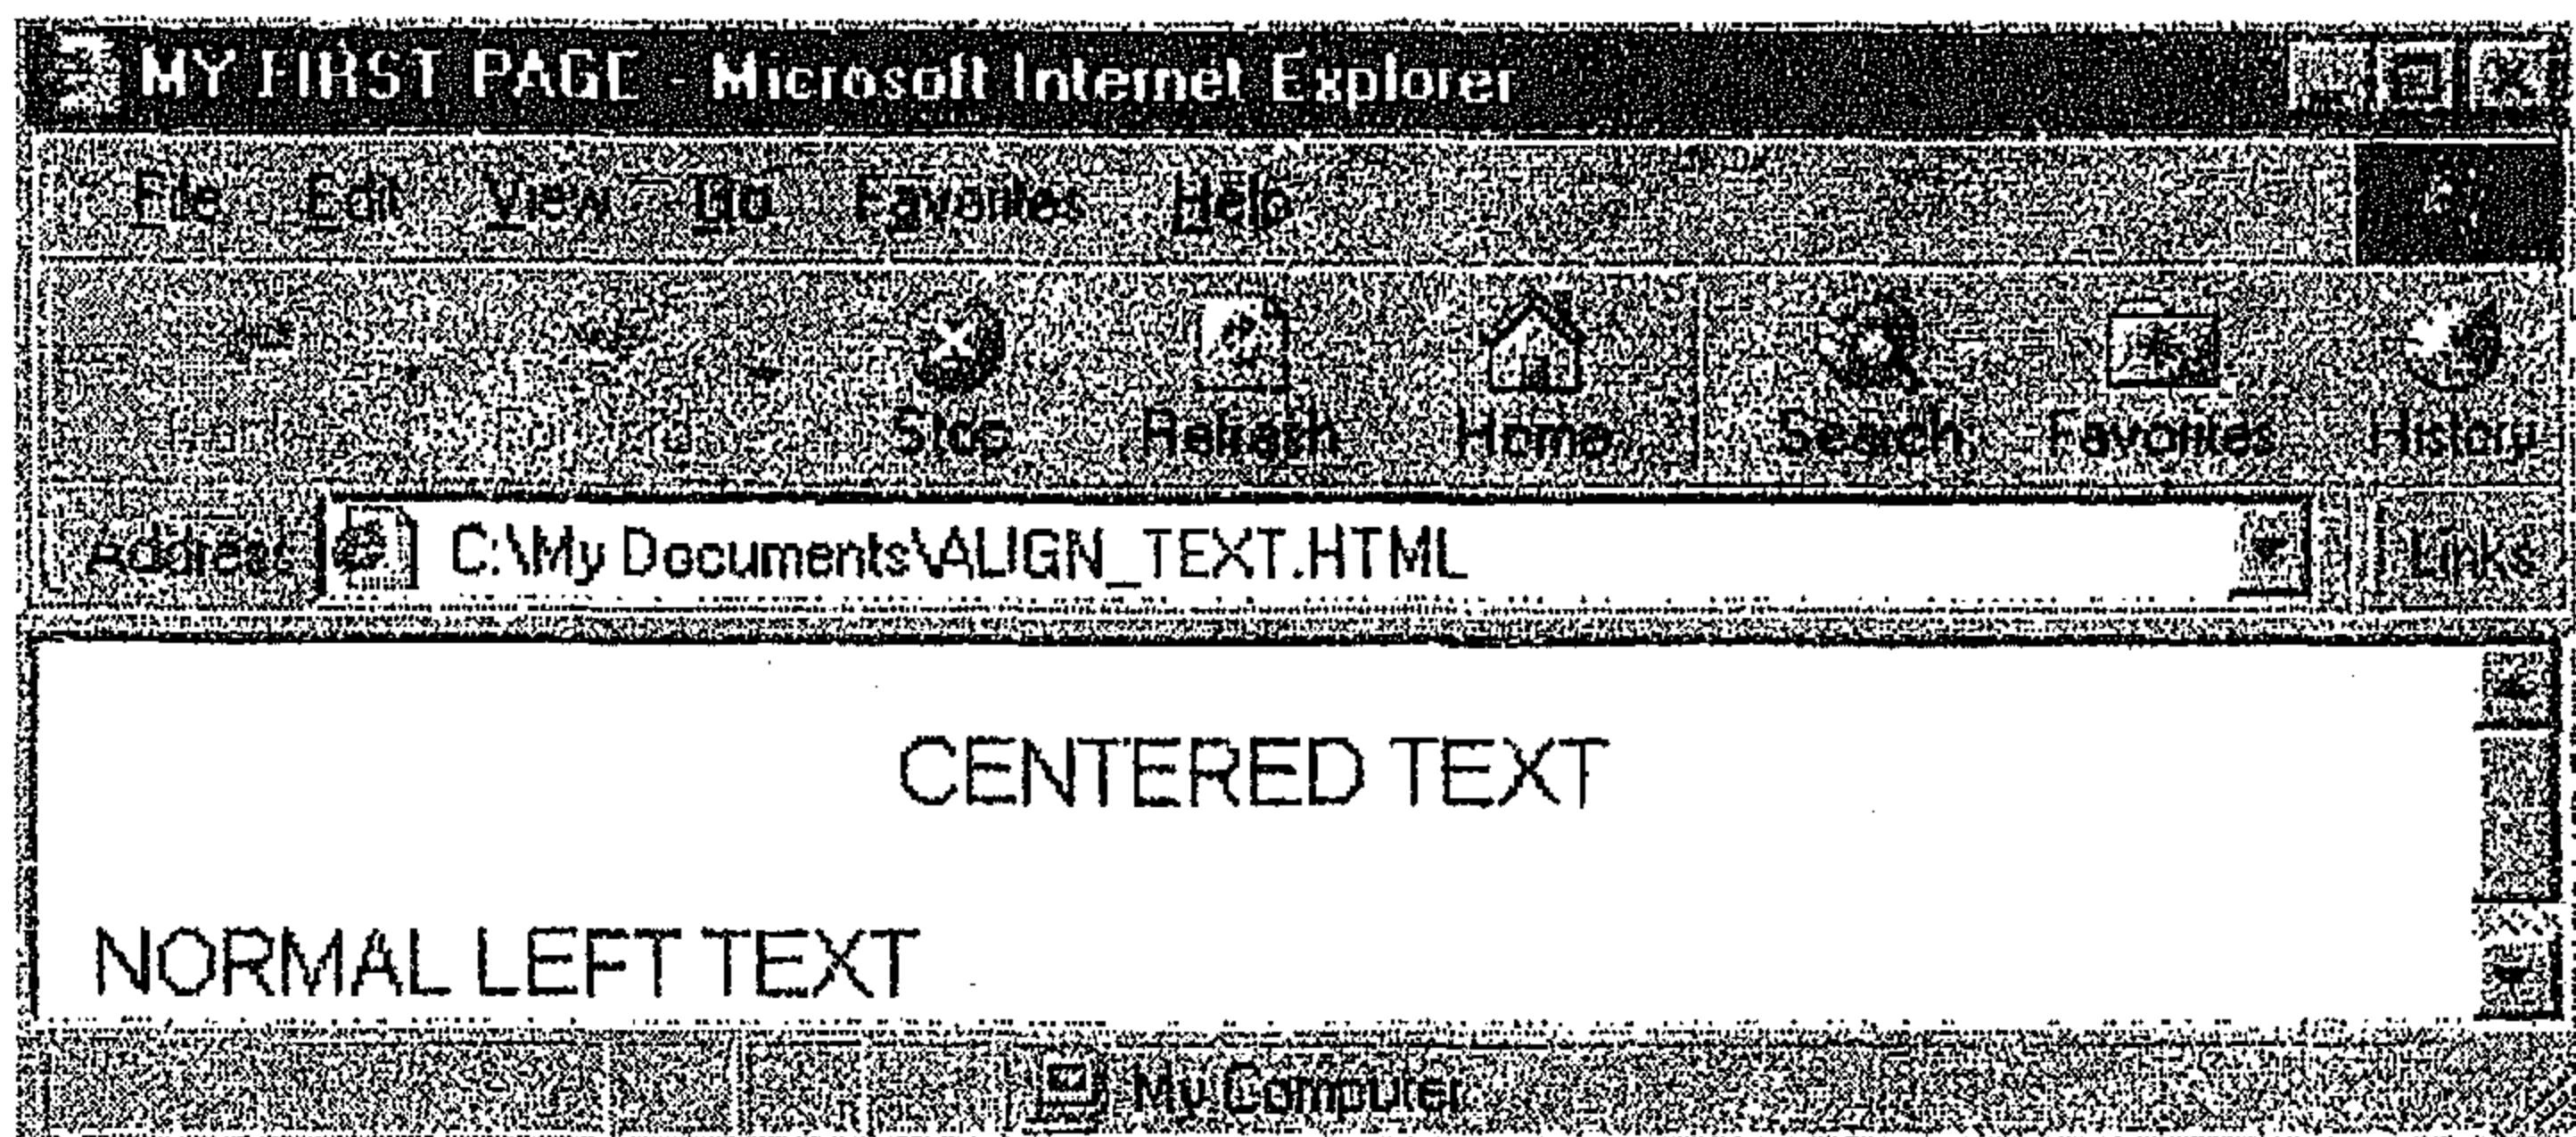 MY FIRST PAGE - Microsoft Internet Explorer
File Edit View Go Favorites Help
Stop Refresh Home Search Favorites History
Address C:\My Documents\ALIGN_TEXT.HTML Links
CENTERED TEXT
NORMAL LEFT TEXT
My Computer